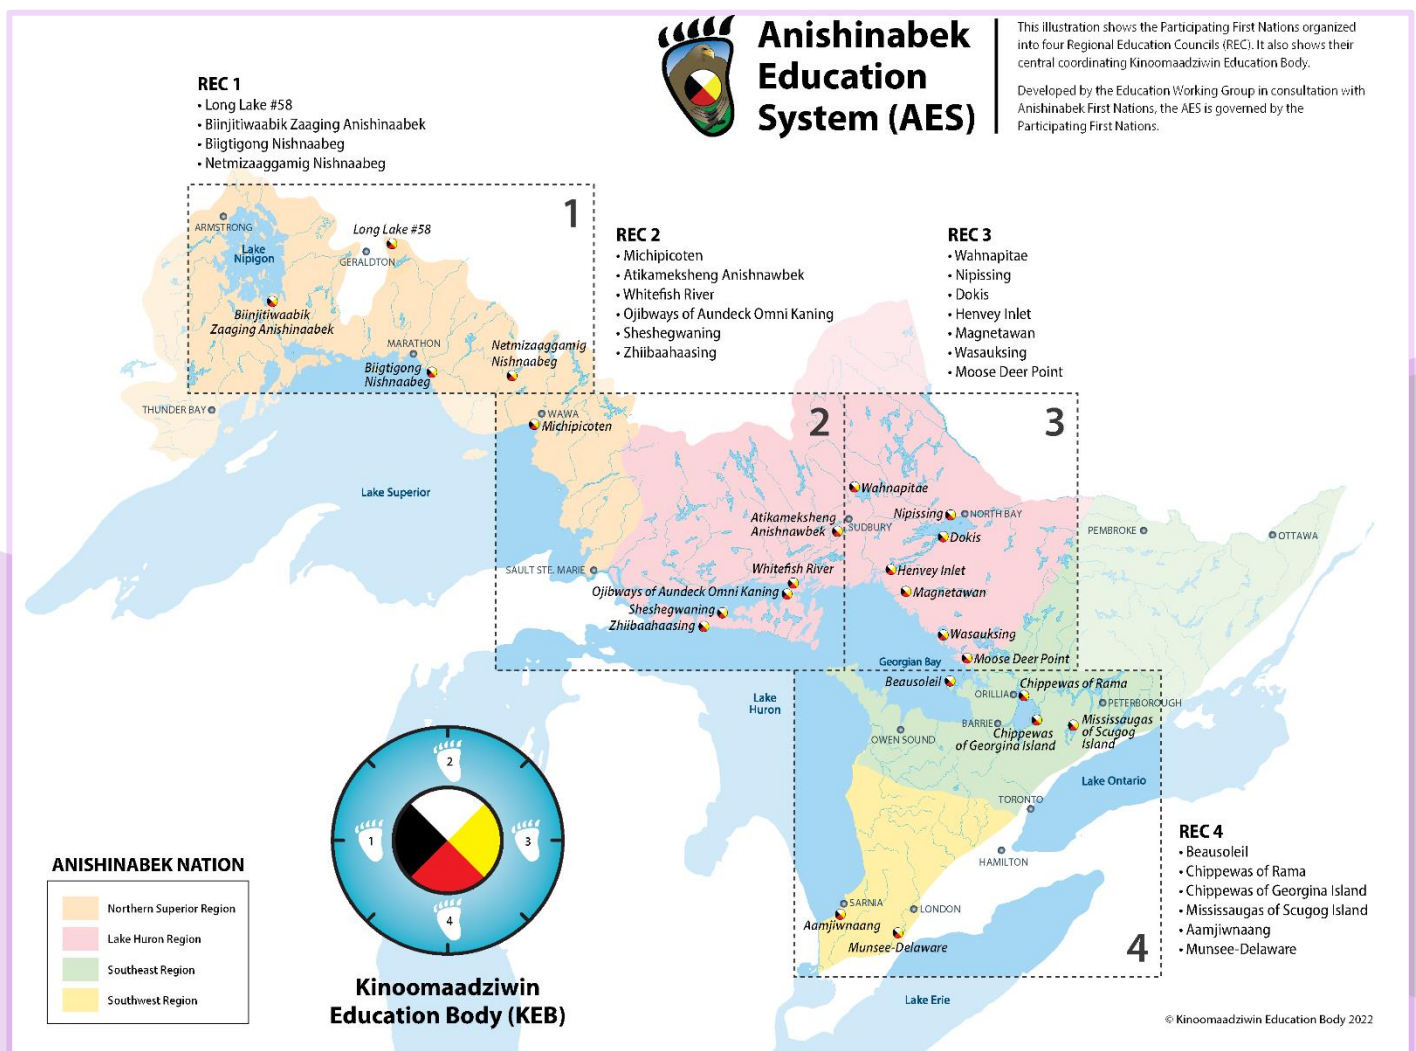 Anishinabek
Education
System (AES)
This illustration shows the Participating First Nations organized
into four Regional Education Councils (REC). It also shows their
central coordinating Kinoomaadziwin Education Body.
Developed by the Education Working Group in consultation with
Anishinabek First Nations, the AES is governed by the
Participating First Nations.
REC 1
• Long Lake #58
• Biinjitiwaabik Zaaging Anishinaabek
• Biigtigong Nishnaabeg
• Netmizaaggamig Nishnaabeg
REC 2
• Michipicoten
• Atikameksheng Anishnawbek
• Whitefish River
• Ojibways of Aundeck Omni Kaning
• Sheshegwaning
• Zhiibaahaasing
REC 3
• Wahnapitae
• Nipissing
• Dokis
• Henvey Inlet
• Magnetawan
• Wasauksing
• Moose Deer Point
1
ARMSTRONG
Lake
Nipigon
Long Lake #58
GERALDTON
Biinjitiwaabik
Zaaging Anishinaabek
MARATHON
Biigtigong
Nishnaabeg
Netmizaaggamig
Nishnaabeg
THUNDER BAY
Lake Superior
2
WAWA
Michipicoten
Atikameksheng
Anishnawbek
SUDBURY
SAULT STE. MARIE
Whitefish River
Ojibways of Aundeck Omni Kaning
Sheshegwaning
Zhiibaahaasing
3
Wahnapitae
Nipissing
NORTH BAY
Dokis
Henvey Inlet
Magnetawan
Wasauksing
Moose Deer Point
Georgian Bay
PEMBROKE
OTTAWA
Lake
Huron
Beausoleil
Chippewas of Rama
ORILLIA
PETERBOROUGH
BARRIE
OWEN SOUND
Chippewas
of Georgina Island
Mississaugas
of Scugog
Island
Lake Ontario
TORONTO
HAMILTON
SARNIA
LONDON
Aamjiwnaang
Munsee-Delaware
4
Lake Erie
REC 4
• Beausoleil
• Chippewas of Rama
• Chippewas of Georgina Island
• Mississaugas of Scugog Island
• Aamjiwnaang
• Munsee-Delaware
ANISHINABEK NATION
Northern Superior Region
Lake Huron Region
Southeast Region
Southwest Region
2
1
3
4
Kinoomaadziwin
Education Body (KEB)
© Kinoomaadziwin Education Body 2022